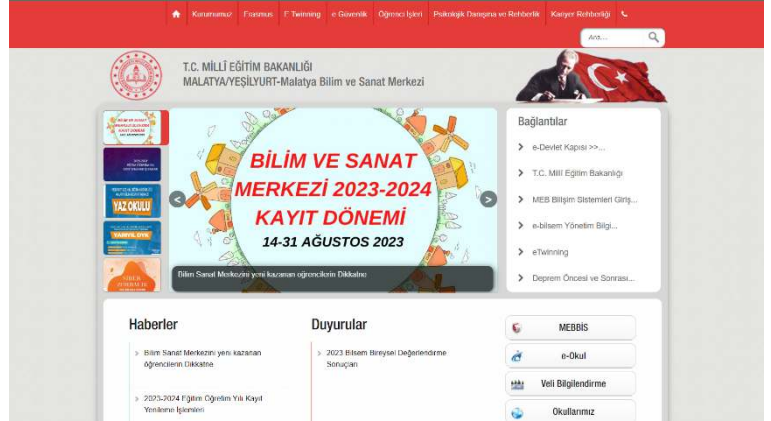 Kurumumuz Erasmus E Twinning e Güvenlik Öğrenci İşleri Psikolojik Danışma ve Rehberlik Kariyer Rehberliği
Ara...
T.C. MİLLÎ EĞİTİM BAKANLIĞI
MALATYA/YEŞİLYURT-Malatya Bilim ve Sanat Merkezi
YAZ OKULU
BİLİM VE SANAT
MERKEZİ 2023-2024
KAYIT DÖNEMİ
14-31 AĞUSTOS 2023
Bilim Sanat Merkezini yeni kazanan öğrencilerin Dikkatne
Bağlantılar
e-Devlet Kapısı >>...
T.C. Millî Eğitim Bakanlığı
MEB Bilişim Sistemleri Giriş...
e-bilsem Yönetim Bilgi...
eTwinning
Deprem Öncesi ve Sonrası...
Haberler
Bilim Sanat Merkezini yeni kazanan
öğrencilerin Dikkatne
2023-2024 Eğitim Öğretim Yılı Kayıt
Yenileme İşlemleri
Duyurular
2023 Bilsem Bireysel Değerlendirme
Sonuçları
MEBBİS
e-Okul
Veli Bilgilendirme
Okullarımız